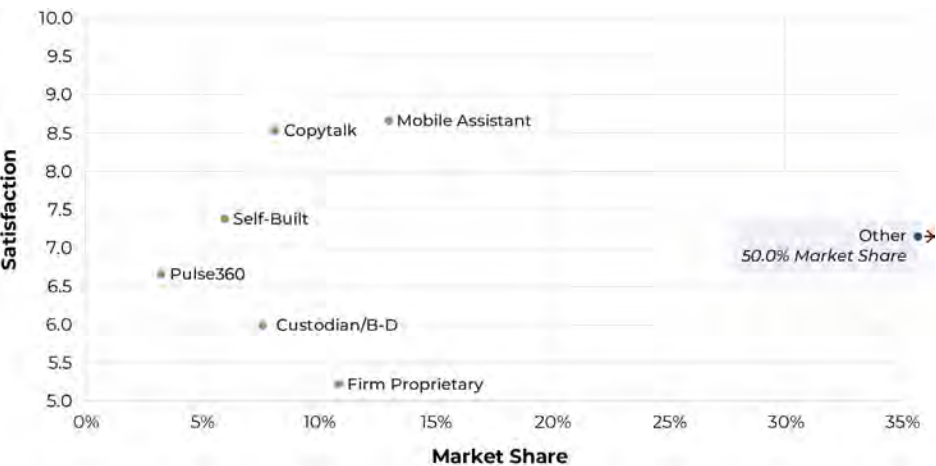 10.0
9.5
9.0
8.5
8.0
7.5
7.0
6.5
6.0
5.5
5.0
Satisfaction
Mobile Assistant
Copytalk
Self-Built
Other
50.0% Market Share
Pulse360
Custodian/B-D
Firm Proprietary
0%
5%
10%
15%
20%
25%
30%
35%
Market Share